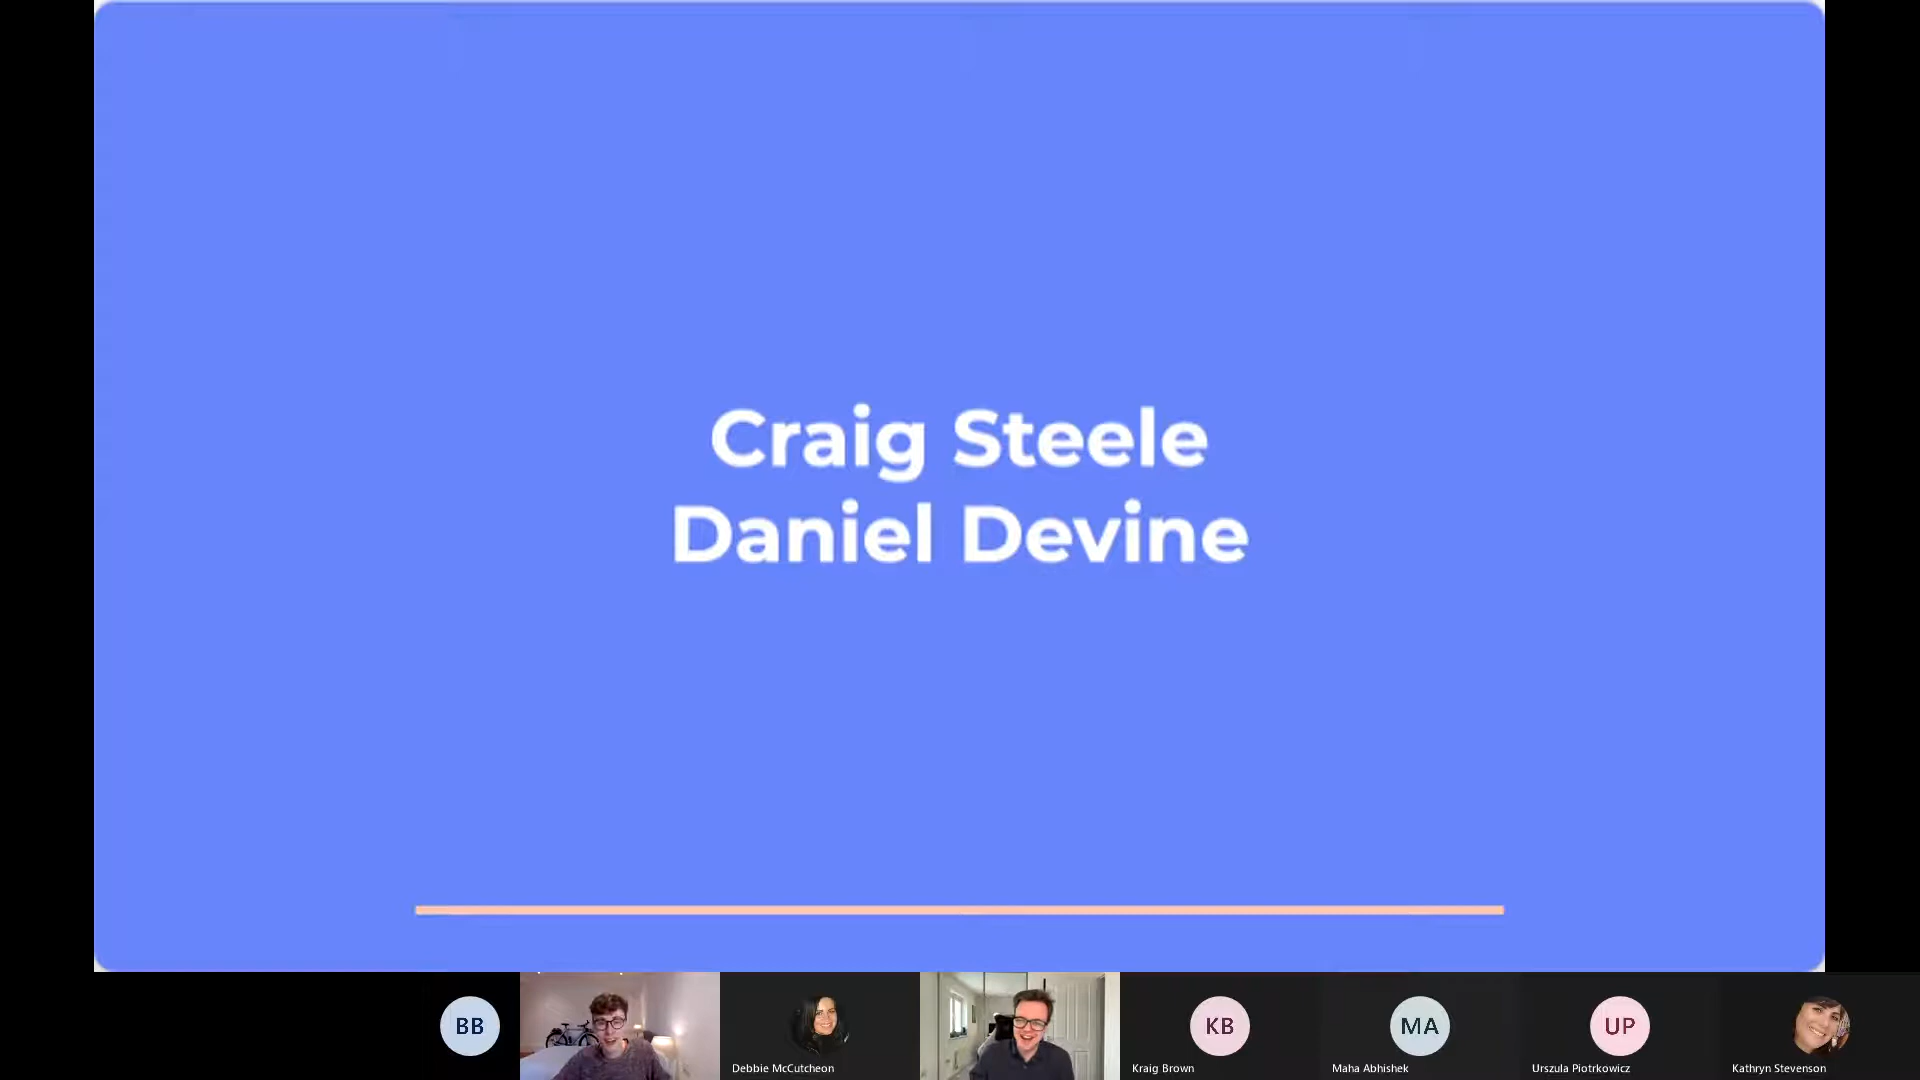 Craig Steele
Daniel Devine
BB
Debbie McCutcheon
KB
Kraig Brown
MA
Maha Abhishek
UP
Urszula Piotrkowicz
Kathryn Stevenson